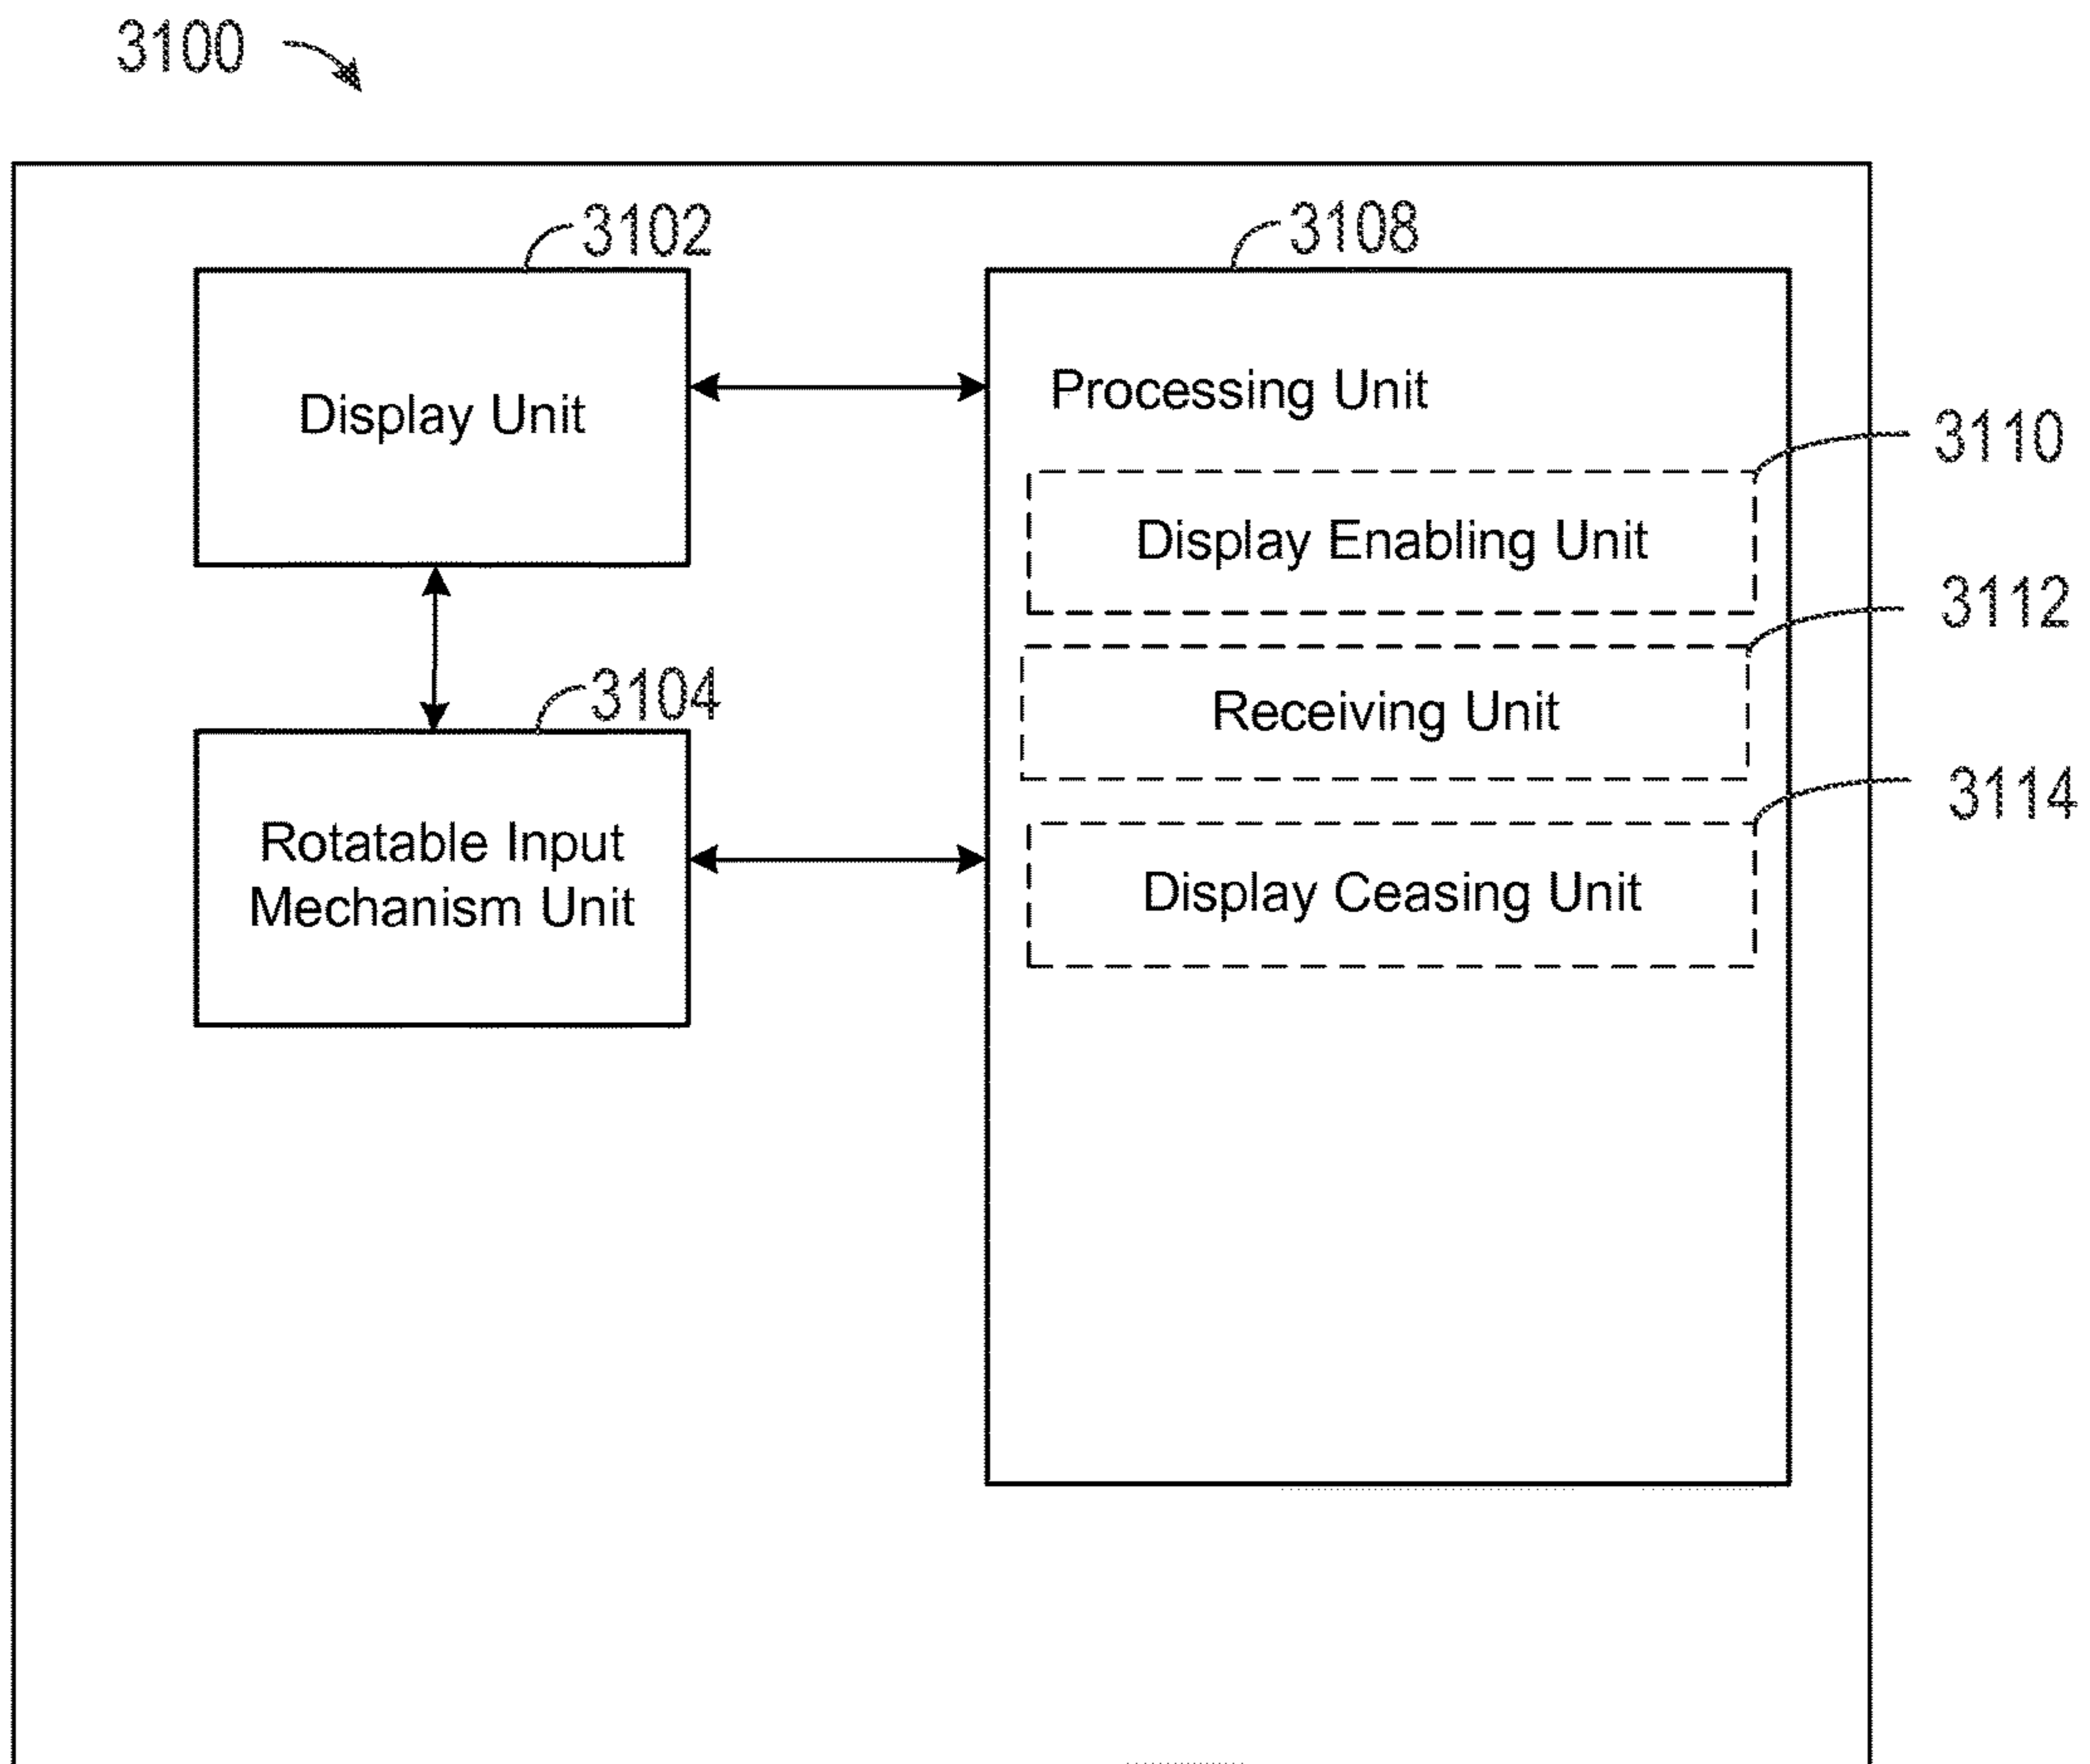 3100
3102
3108
Display Unit
Processing Unit
3110
Display Enabling Unit
3112
3104
Receiving Unit
3114
Rotatable Input
Mechanism Unit
Display Ceasing Unit